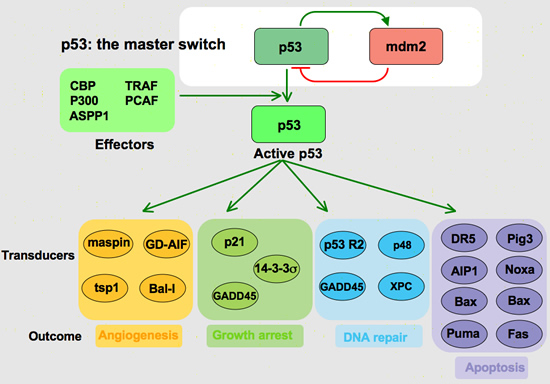 p53: the master switch
p53
mdm2
CBP TRAF
P300 PCAF
ASPP1
Effectors
p53
Active p53
Transducers
maspin GD-AIF
tsp1 Bal-I
p21
14-3-3σ
GADD45
p53 R2 p48
GADD45 XPC
DR5 Pig3
AIP1 Noxa
Bax Bax
Puma Fas
Outcome
Angiogenesis
Growth arrest
DNA repair
Apoptosis